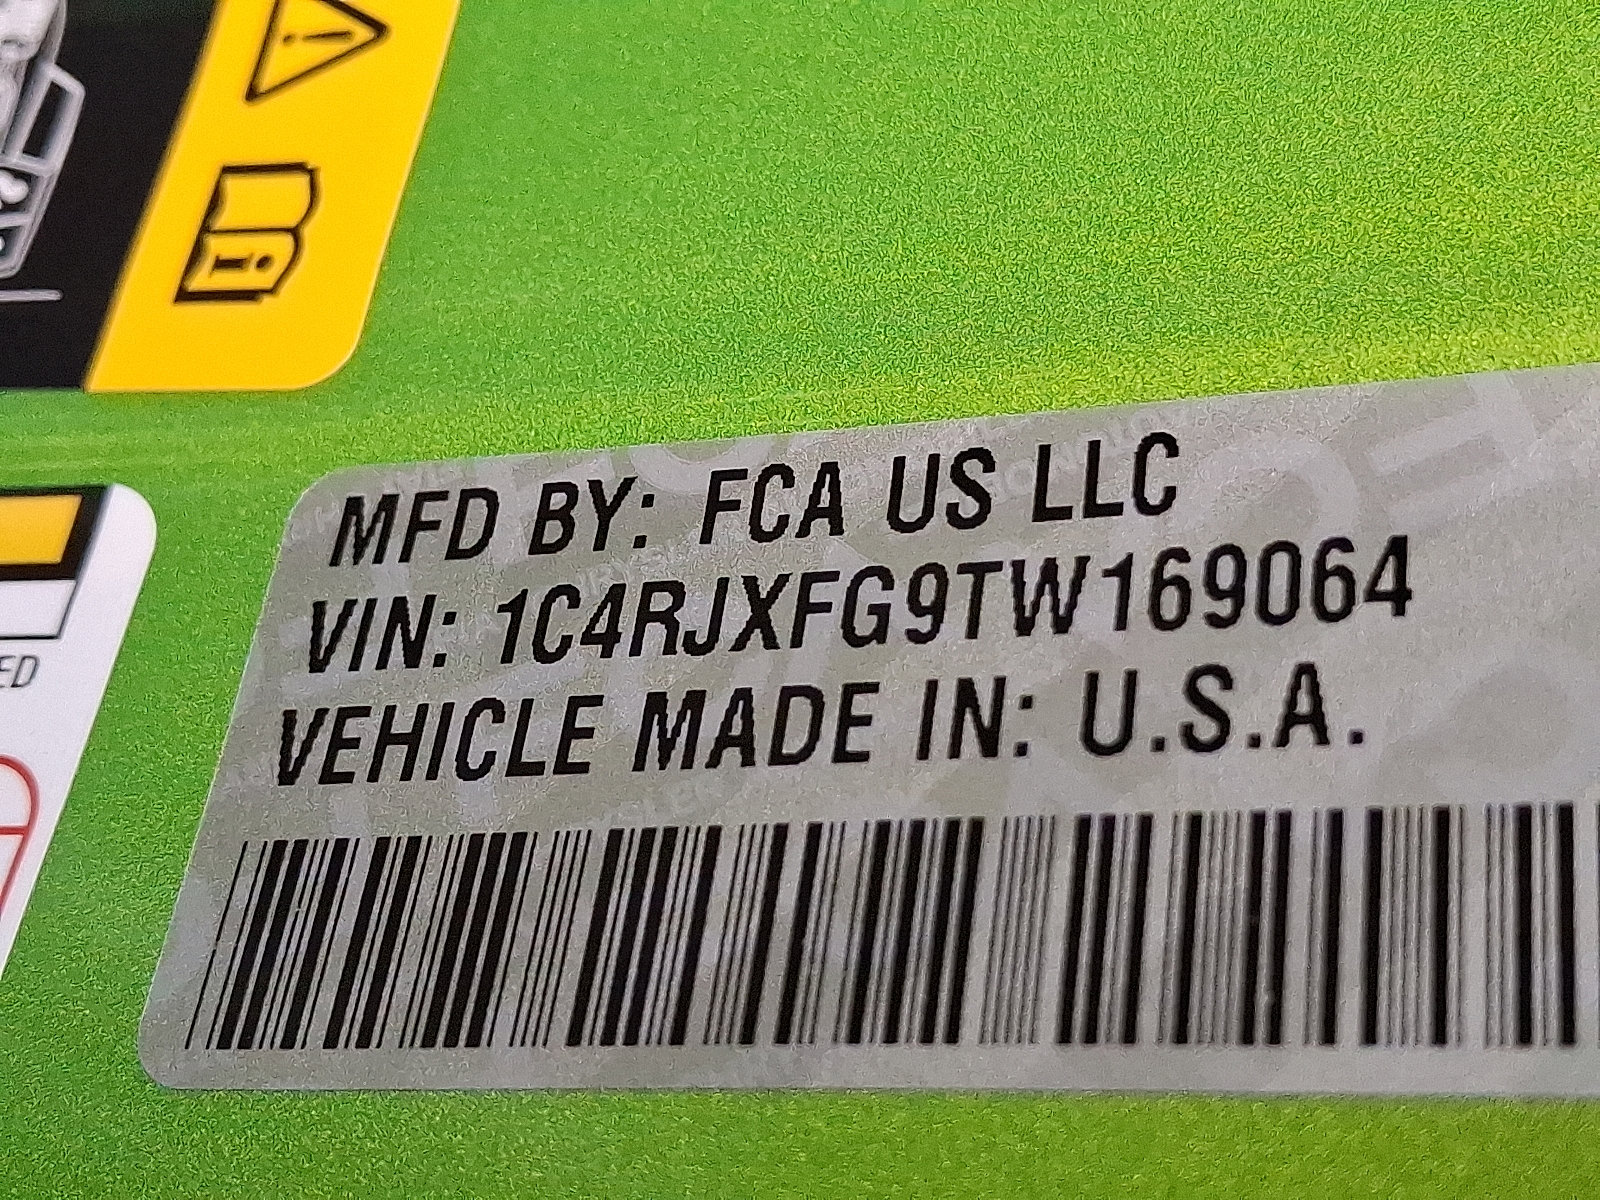 MFD BY: FCA US LLC
VIN: 1C4RJXFG9TW169064
VEHICLE MADE IN: U.S.A.